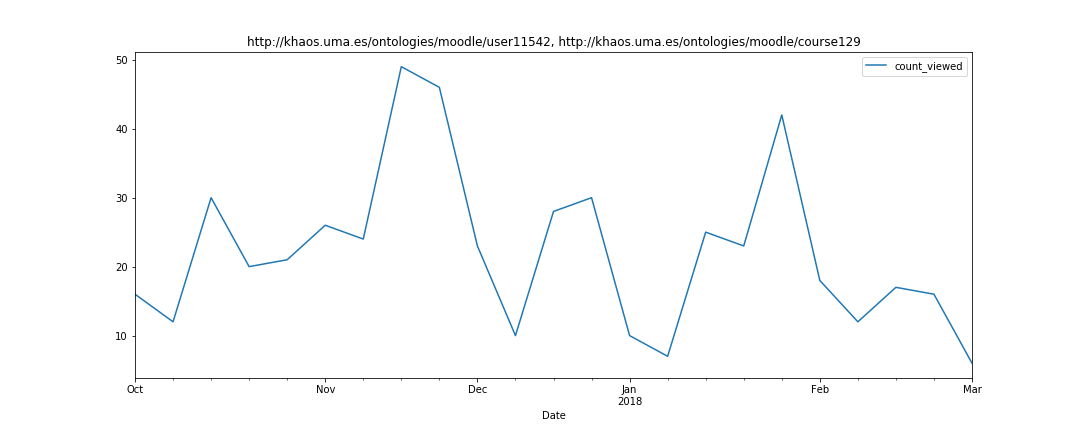 http://khaos.uma.es/ontologies/moodle/user11542, http://khaos.uma.es/ontologies/moodle/course129
count_viewed
50
40
30
20
10
Oct Nov Dec Jan Feb Mar
2018
Date